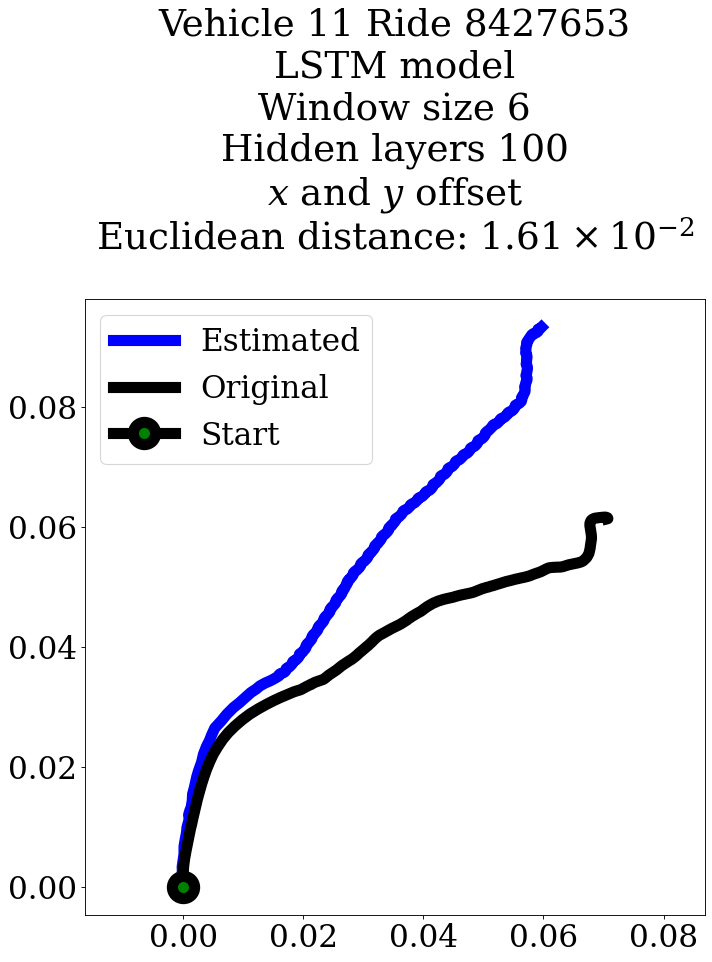 Vehicle 11 Ride 8427653
LSTM model
Window size 6
Hidden layers 100
x and y offset
Euclidean distance: 1.61 × 10⁻²
Estimated
Original
Start
0.08
0.06
0.04
0.02
0.00
0.00 0.02 0.04 0.06 0.08